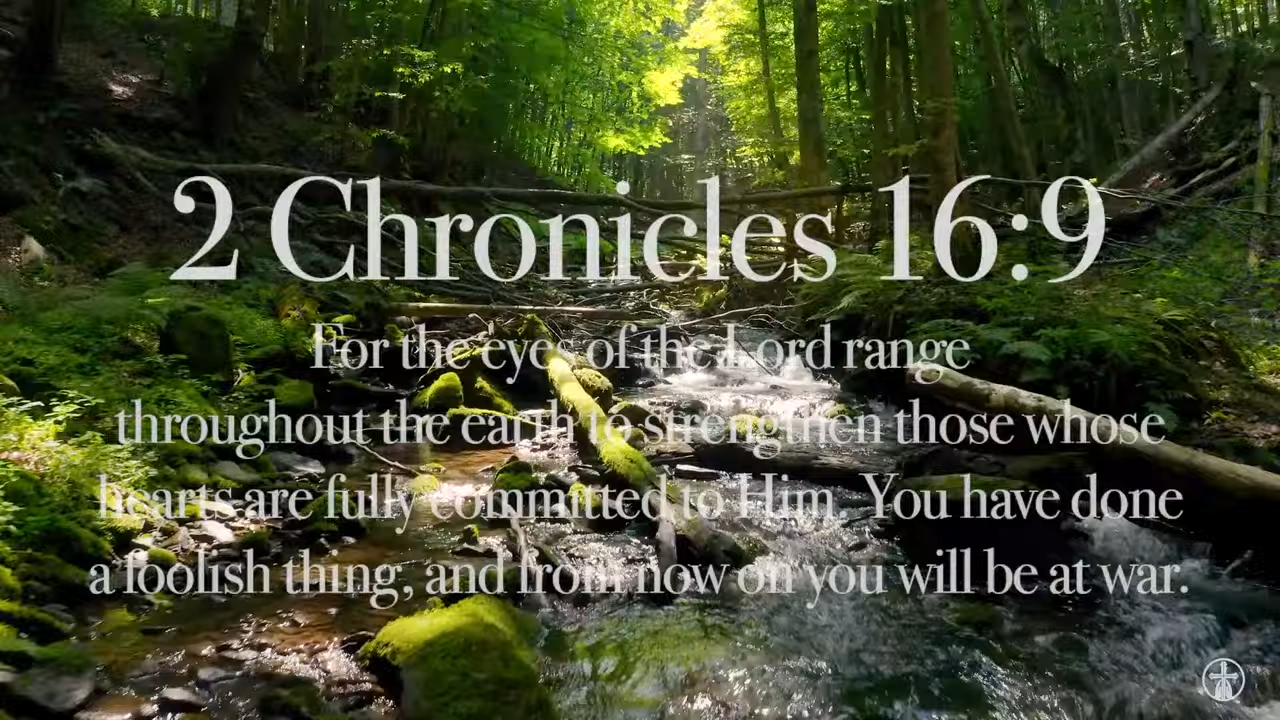 2 Chronicles 16:9
For the eyes of the Lord range
throughout the earth to strengthen those whose
hearts are fully committed to Him. You have done
a foolish thing, and from now on you will be at war.